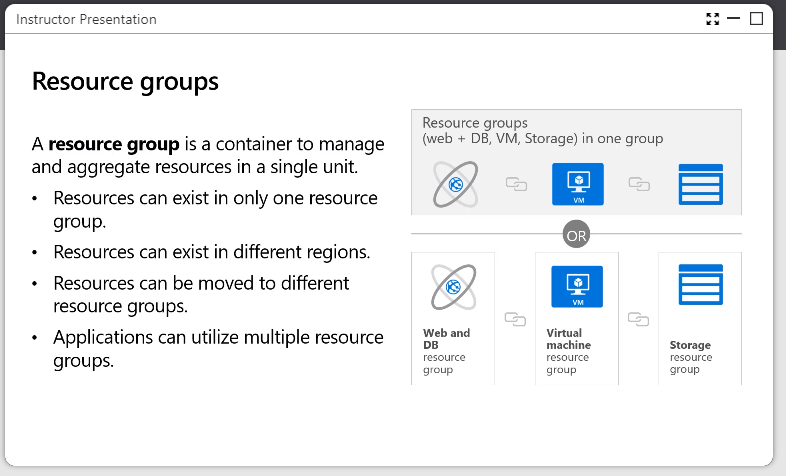 Instructor Presentation
Resource groups
A resource group is a container to manage
and aggregate resources in a single unit.
• Resources can exist in only one resource
group.
• Resources can exist in different regions.
• Resources can be moved to different
resource groups.
• Applications can utilize multiple resource
groups.
Resource groups
(web + DB, VM, Storage) in one group
VM
OR
VM
Web and
DB
resource
group
Virtual
machine
resource
group
Storage
resource
group